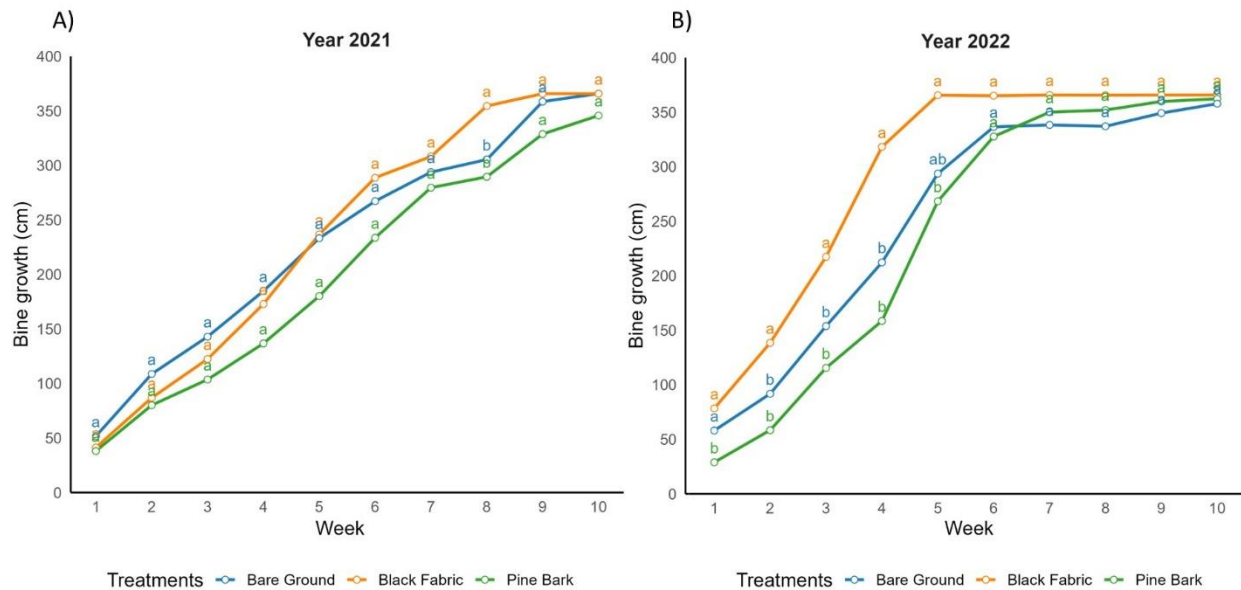 A)
Year 2021
Bine growth (cm)
400
350
300
250
200
150
100
50
0
a a a a a a a b a a
a a a a a a a a a a
a a a a a a a b a a
1 2 3 4 5 6 7 8 9 10
Week
Treatments Bare Ground Black Fabric Pine Bark
B)
Year 2022
Bine growth (cm)
400
350
300
250
200
150
100
50
0
a a a a a a a a a a
a b b b ab a a a a a
b b b b b a a a a a
1 2 3 4 5 6 7 8 9 10
Week
Treatments Bare Ground Black Fabric Pine Bark